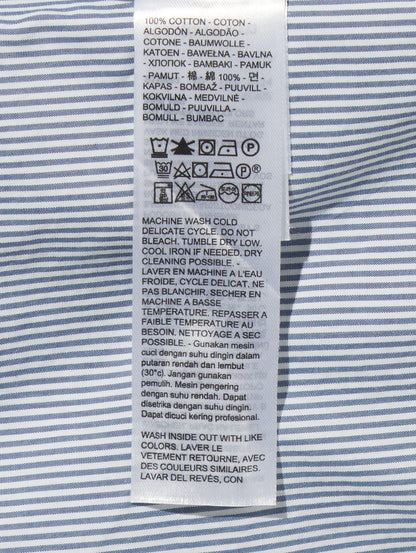 100% COTTON - COTON -
ALGODÓN - ALGODÃO -
COTONE - BAUMWOLLE -
KATOEN - BAWEŁNA - BAVLNA
- ХЛОПОК - BAMBAKI - PAMUK
- PAMUT - 棉 - 綿 100% - 면 -
KAPAS - BOMBAŽ - PUUVILL -
KOKVILNA - MEDVILNĖ -
BOMULD - PUUVILLA -
BOMULL - BUMBAC
P
30
P
MACHINE WASH COLD
DELICATE CYCLE. DO NOT
BLEACH. TUMBLE DRY LOW.
COOL IRON IF NEEDED. DRY
CLEANING POSSIBLE. -
LAVER EN MACHINE A L'EAU
FROIDE, CYCLE DELICAT. NE
PAS BLANCHIR. SECHER EN
MACHINE A BASSE
TEMPERATURE. REPASSER A
FAIBLE TEMPERATURE AU
BESOIN. NETTOYAGE A SEC
POSSIBLE. - Gunakan mesin
cuci dengan suhu dingin dalam
putaran rendah dan lembut
(30°c). Jangan gunakan
pemulih. Mesin pengering
dengan suhu rendah. Dapat
disetrika dengan suhu dingin.
Dapat dicuci kering profesional.
WASH INSIDE OUT WITH LIKE
COLORS. LAVER LE
VETEMENT RETOURNE, AVEC
DES COULEURS SIMILAIRES.
LAVAR DEL REVÉS, CON